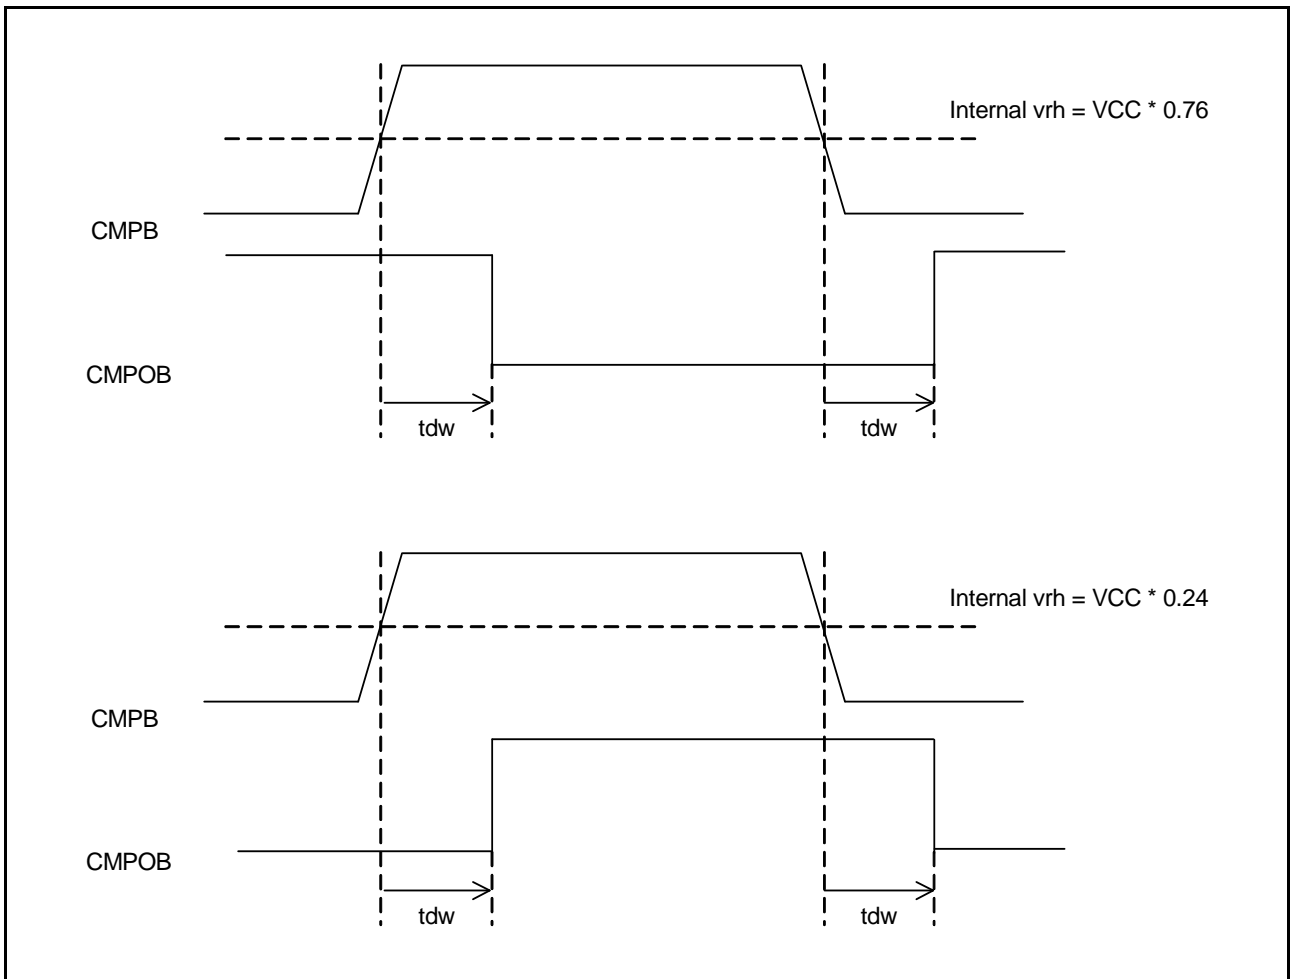 Internal vrh = VCC * 0.76
CMPB
CMPOB
tdw
tdw
Internal vrh = VCC * 0.24
CMPB
CMPOB
tdw
tdw